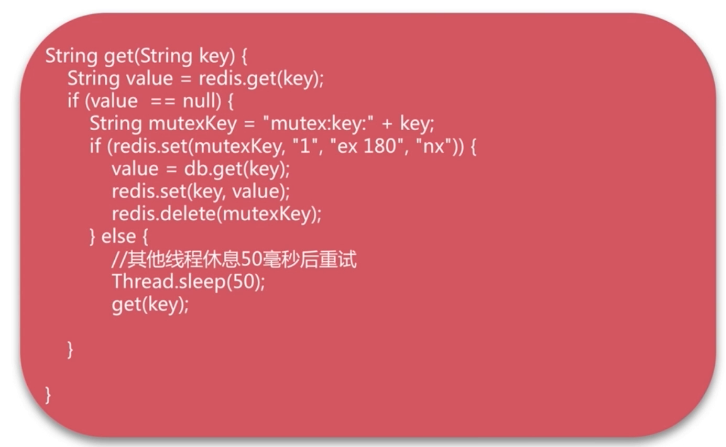 String get(String key) {
String value = redis.get(key);
if (value  == null) {
String mutexKey = "mutex:key:" + key;
if (redis.set(mutexKey, "1", "ex 180", "nx")) {
value = db.get(key);
redis.set(key, value);
redis.delete(mutexKey);
} else {
//其他线程休息50毫秒后重试
Thread.sleep(50);
get(key);
}
}